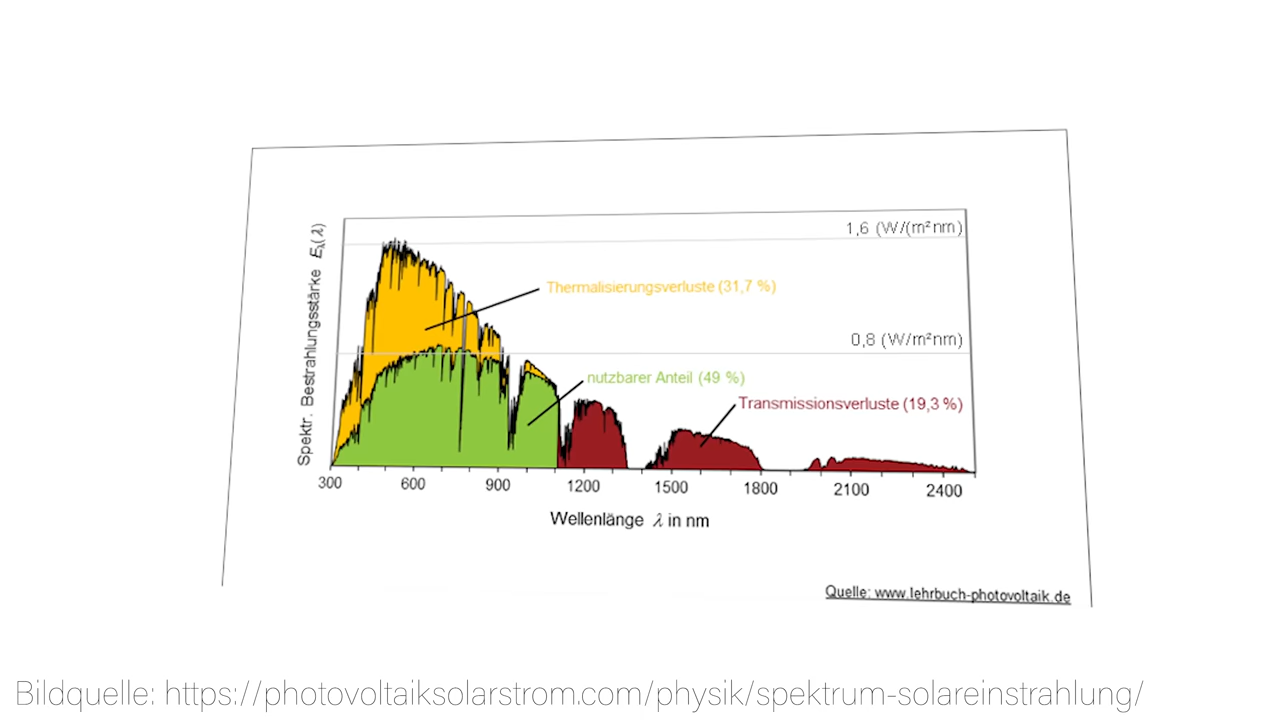 1,6 (W/(m²nm)
Spektr. Bestrahlungsstärke Eλ(λ)
Thermalisierungsverluste (31,7 %)
0,8 (W/m²nm)
nutzbarer Anteil (49 %)
Transmissionsverluste (19,3 %)
300 600 900 1200 1500 1800 2100 2400
Wellenlänge λ in nm
Quelle: www.lehrbuch-photovoltaik.de
Bildquelle: https://photovoltaiksolarstrom.com/physik/spektrum-solareinstrahlung/